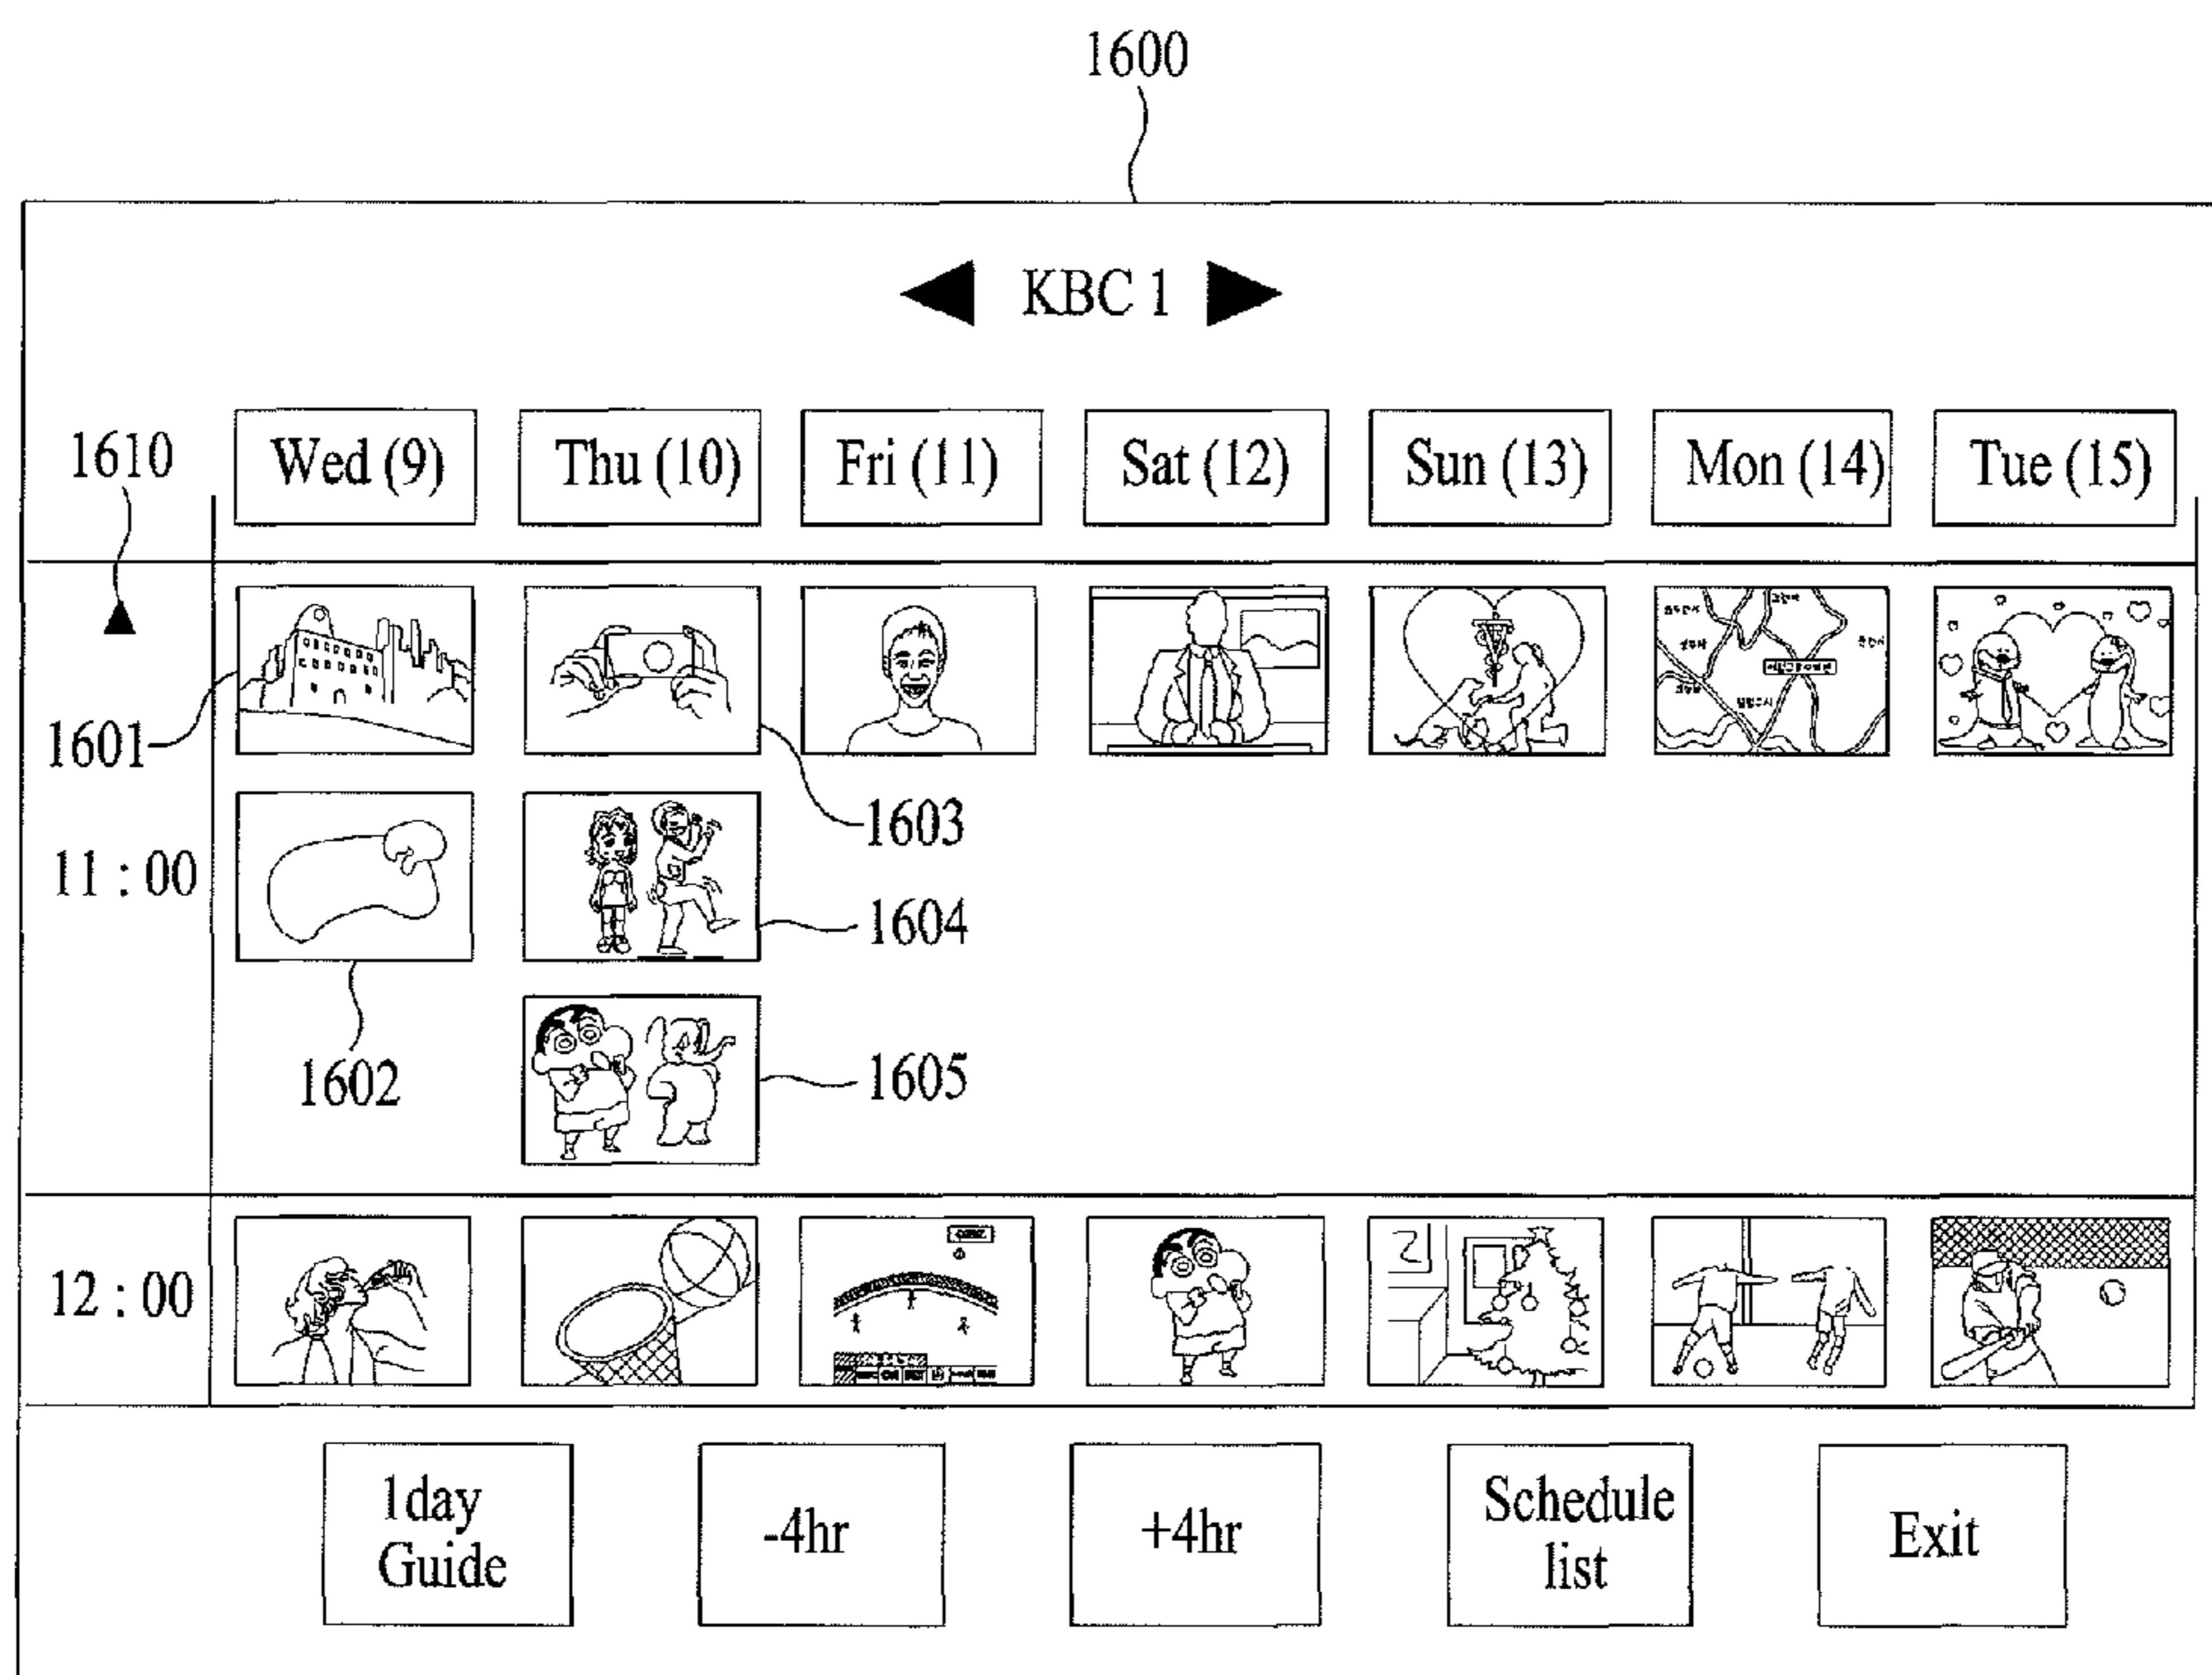 1600
KBC 1
1610
Wed (9)
Thu (10)
Fri (11)
Sat (12)
Sun (13)
Mon (14)
Tue (15)
1601
1603
11 : 00
1604
1602
1605
12 : 00
1day
Guide
-4hr
+4hr
Schedule
list
Exit